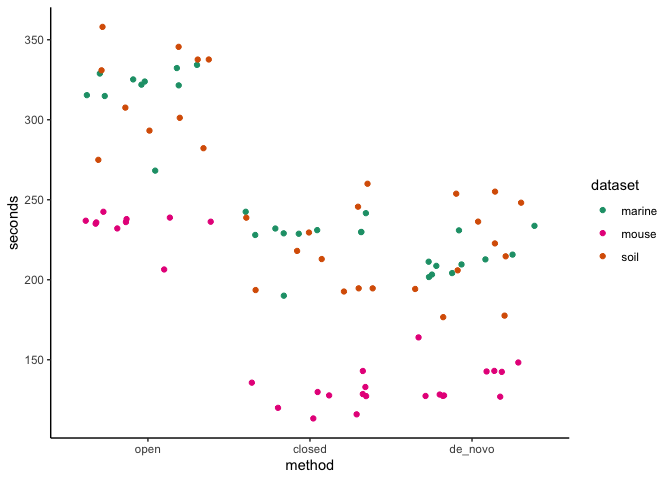 350
300
250
200
150
seconds
open
closed
de_novo
method
dataset
marine
mouse
soil